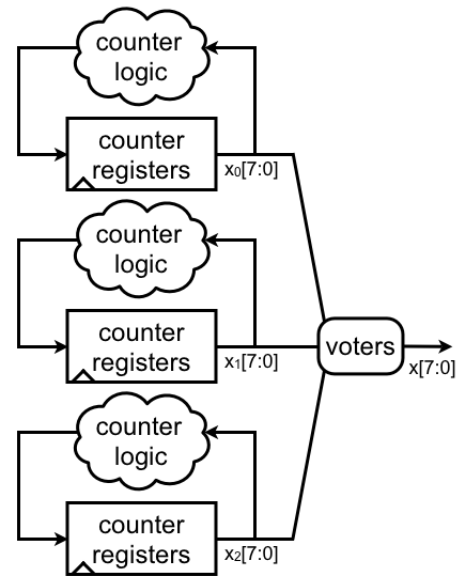 counter
logic
counter
registers
x₀[7:0]
counter
logic
counter
registers
x₁[7:0]
voters
x[7:0]
counter
logic
counter
registers
x₂[7:0]